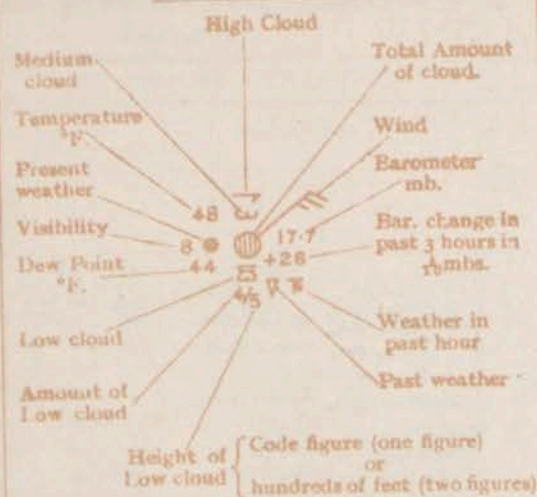 High Cloud
Medium
cloud
Total Amount
of cloud.
Temperature
°F.
Wind
Present
weather
Barometer
mb.
48
Visibility
8
17.7
Bar. change in
past 3 hours in
1/10 mbs.
+26
Dew Point
°F.
44
4/5
Low cloud
Weather in
past hour
Amount of
Low cloud
Past weather
Height of
Low cloud
Code figure (one figure)
or
hundreds of feet (two figures)